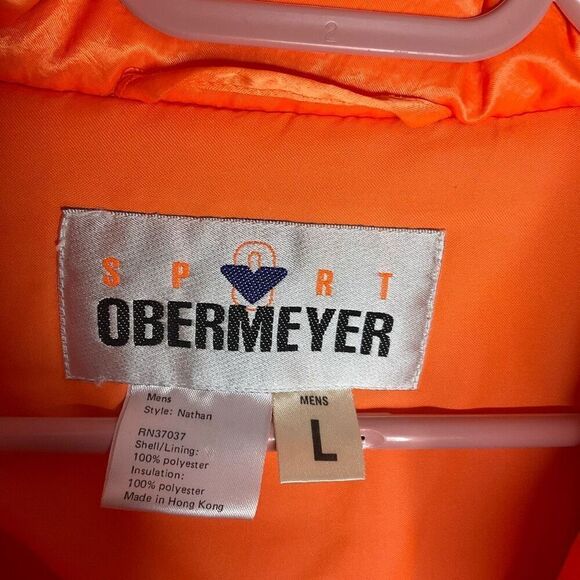 2
SPORT
OBERMEYER
Mens
Style: Nathan
RN37037
Shell/Lining:
100% polyester
Insulation:
100% polyester
Made in Hong Kong
MENS
L